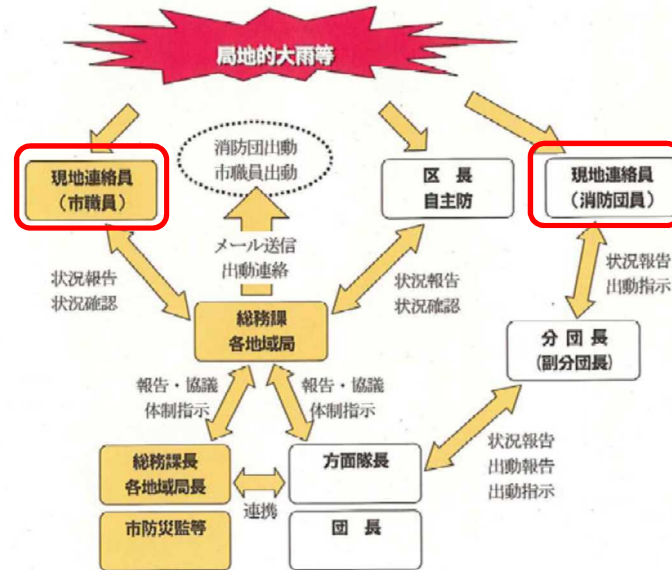 局地的大雨等
消防団出動
市職員出動
現地連絡員
（市職員）
区　長
自主防
現地連絡員
（消防団員）
メール送信
出動連絡
状況報告
状況確認
状況報告
状況確認
状況報告
出動指示
総務課
各地域局
分 団 長
(副分団長)
報告・協議
体制指示
報告・協議
体制指示
総務課長
各地域局長
方面隊長
状況報告
出動報告
出動指示
連携
市防災監等
団　長